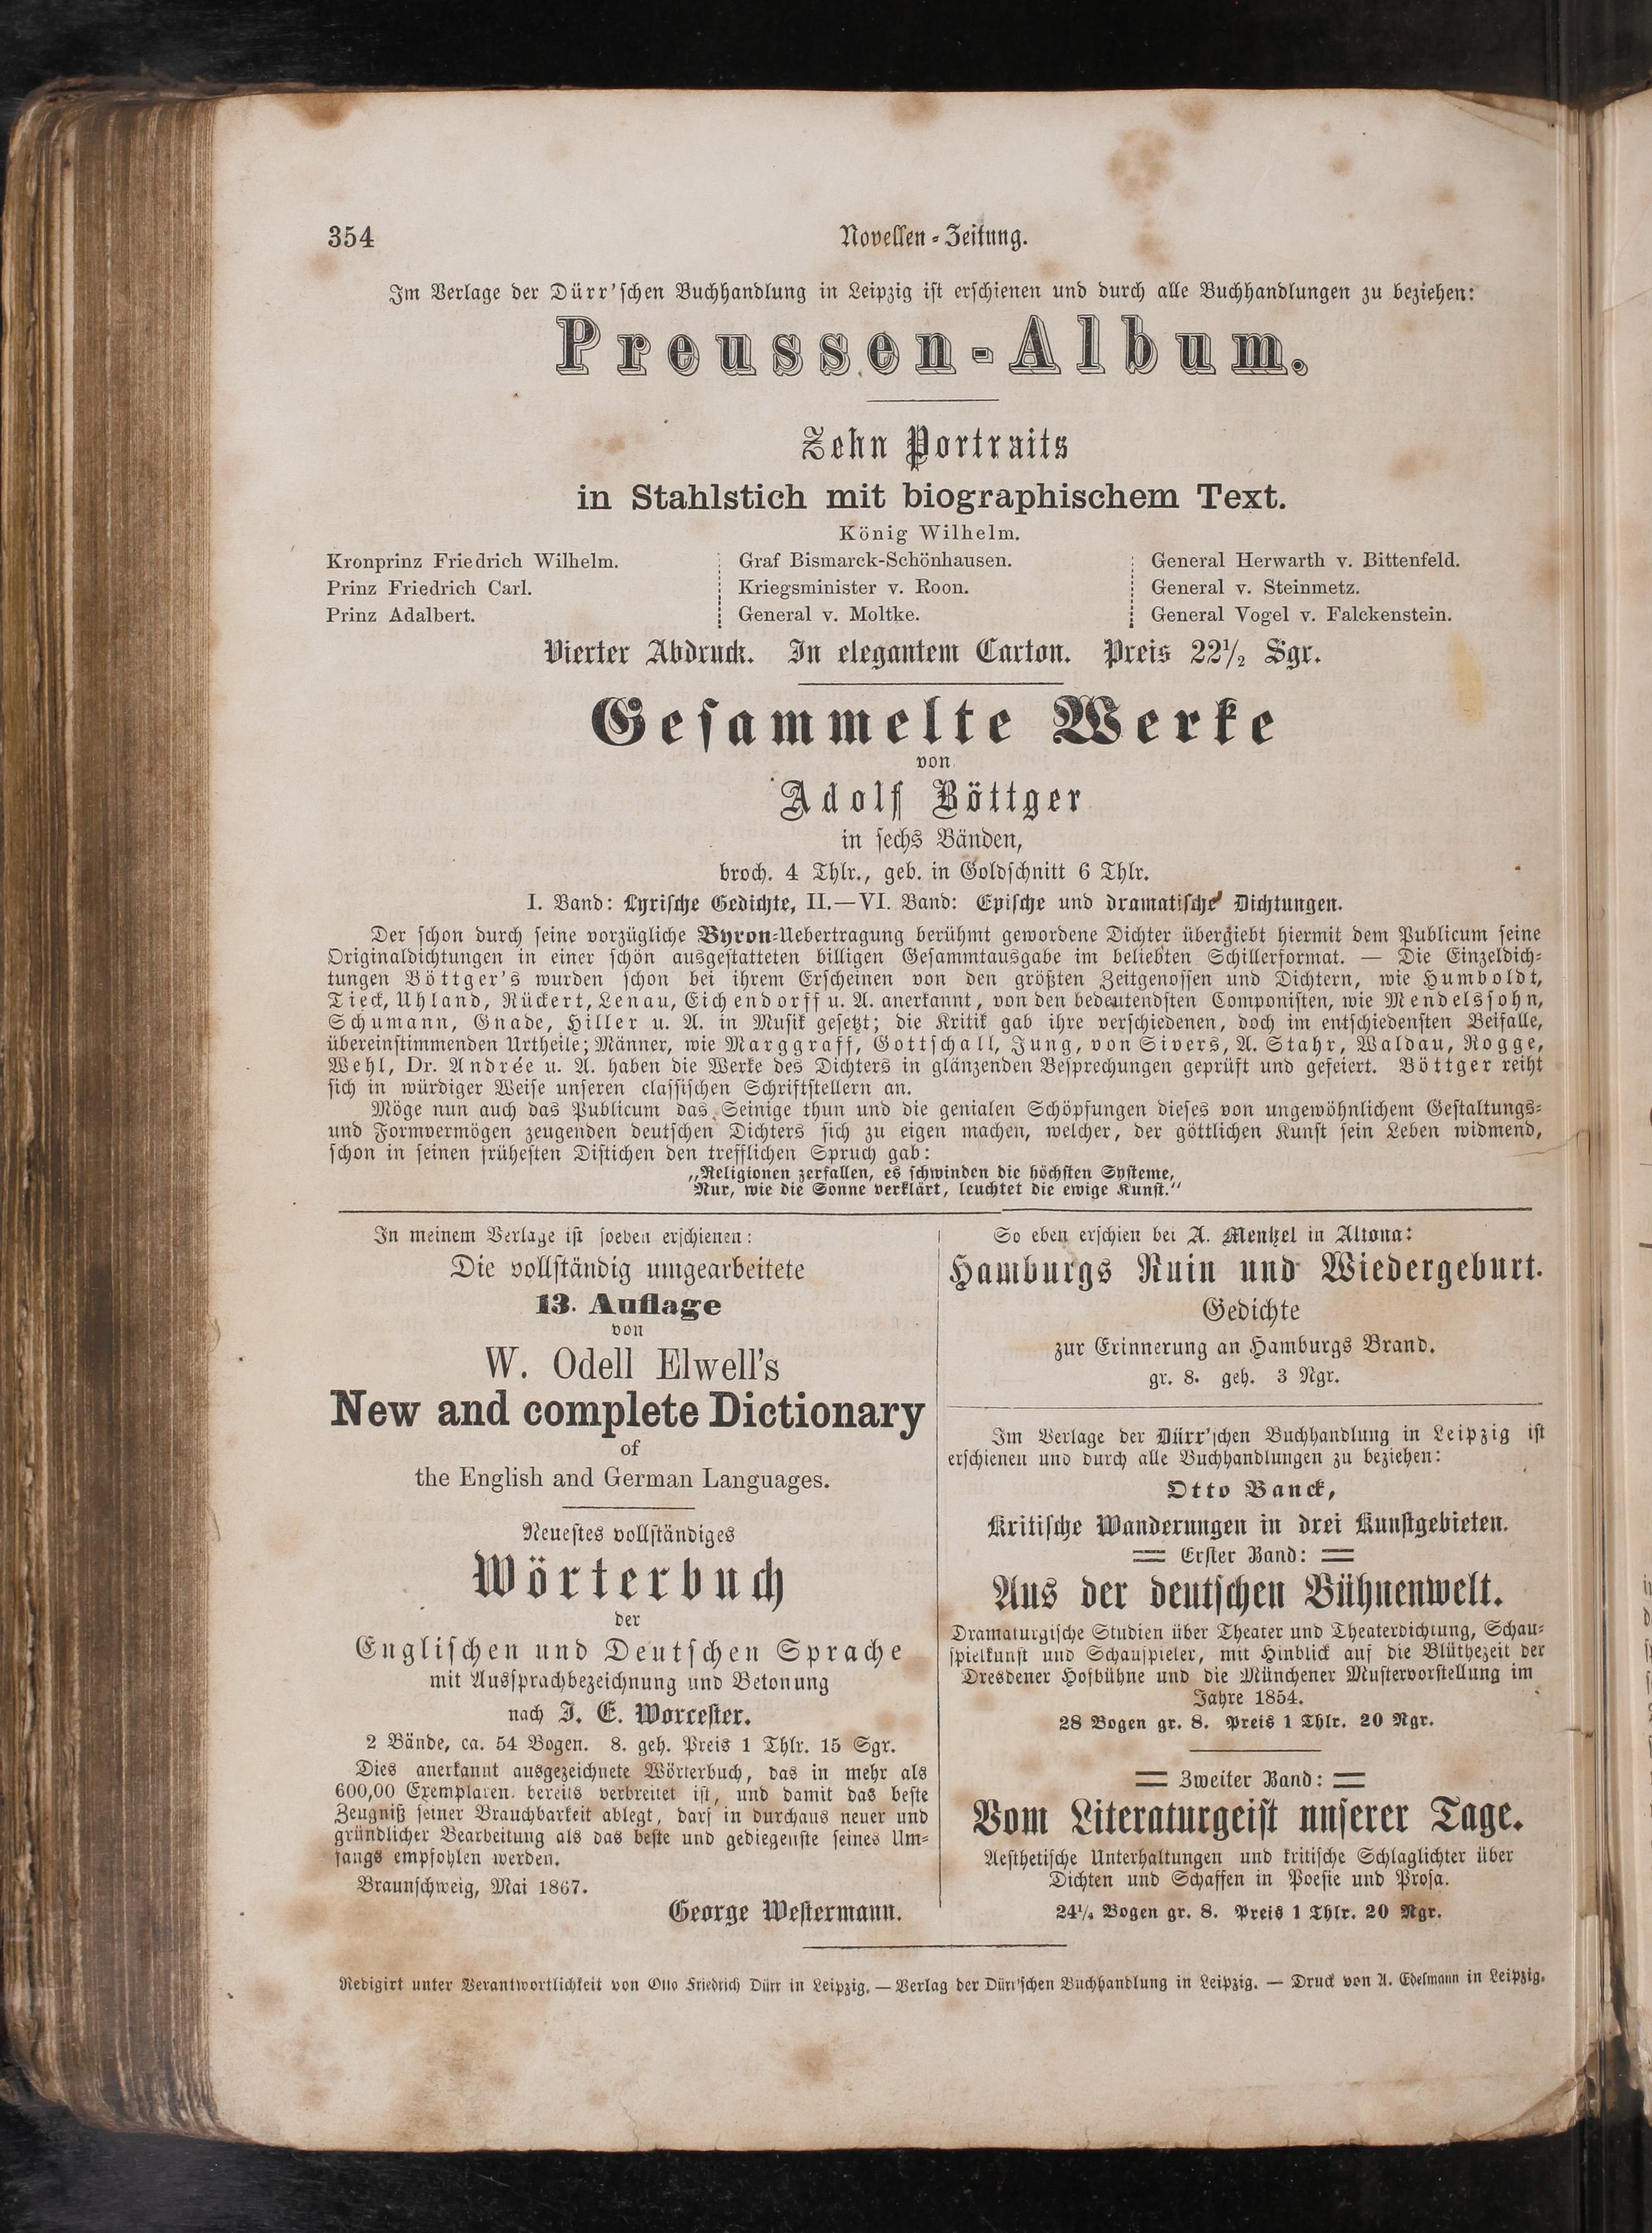 354
Novellen-Zeitung.
Im Verlage der Dürr'schen Buchhandlung in Leipzig ist erschienen und durch alle Buchhandlungen zu beziehen:
Preussen-Album.
Zehn Portraits
in Stahlstich mit biographischem Text.
König Wilhelm.
Kronprinz Friedrich Wilhelm.
Prinz Friedrich Carl.
Prinz Adalbert.
Graf Bismarck-Schönhausen.
Kriegsminister v. Roon.
General v. Moltke.
General Herwarth v. Bittenfeld.
General v. Steinmetz.
General Vogel v. Falckenstein.
Vierter Abdruck. In elegantem Carton. Preis 22½ Sgr.
Gesammelte Werke
von
Adolf Böttger
in sechs Bänden,
broch. 4 Thlr., geb. in Goldschnitt 6 Thlr.
I. Band: Lyrische Gedichte, II.—VI. Band: Epische und dramatische Dichtungen.
Der schon durch seine vorzügliche Byron-Uebertragung berühmt gewordene Dichter übergiebt hiermit dem Publicum seine
Originaldichtungen in einer schön ausgestatteten billigen Gesammtausgabe im beliebten Schillerformat. — Die Einzeldich-
tungen Böttger's wurden schon bei ihrem Erscheinen von den größten Zeitgenossen und Dichtern, wie Humboldt,
Tieck, Uhland, Rückert, Lenau, Eichendorff u. A. anerkannt, von den bedeutendsten Componisten, wie Mendelssohn,
Schumann, Gnade, Hiller u. A. in Musik gesetzt; die Kritik gab ihre verschiedenen, doch im entschiedensten Beifalle,
übereinstimmenden Urtheile; Männer, wie Marggraff, Gottschall, Jung, von Sivers, A. Stahr, Waldau, Rogge,
Wehl, Dr. Andrée u. A. haben die Werke des Dichters in glänzenden Besprechungen geprüft und gefeiert. Böttger reiht
sich in würdiger Weise unseren classischen Schriftstellern an.
Möge nun auch das Publicum das Seinige thun und die genialen Schöpfungen dieses von ungewöhnlichem Gestaltungs-
und Formvermögen zeugenden deutschen Dichters sich zu eigen machen, welcher, der göttlichen Kunst sein Leben widmend,
schon in seinen frühesten Distichen den trefflichen Spruch gab:
„Religionen zerfallen, es schwinden die höchsten Systeme,
Nur, wie die Sonne verklärt, leuchtet die ewige Kunst.“
In meinem Verlage ist soeben erschienen:
Die vollständig umgearbeitete
13. Auflage
von
W. Odell Elwell's
New and complete Dictionary
of
the English and German Languages.
Neuestes vollständiges
Wörterbuch
der
Englischen und Deutschen Sprache
mit Aussprachbezeichnung und Betonung
nach J. E. Worcester.
2 Bände, ca. 54 Bogen. 8. geh. Preis 1 Thlr. 15 Sgr.
Dies anerkannt ausgezeichnete Wörterbuch, das in mehr als
600,00 Exemplaren bereits verbreitet ist, und damit das beste
Zeugniß seiner Brauchbarkeit ablegt, darf in durchaus neuer und
gründlicher Bearbeitung als das beste und gediegenste seines Um-
fangs empfohlen werden.
Braunschweig, Mai 1867.
George Westermann.
So eben erschien bei A. Mentzel in Altona:
Hamburgs Ruin und Wiedergeburt.
Gedichte
zur Erinnerung an Hamburgs Brand.
gr. 8. geh. 3 Ngr.
Im Verlage der Dürr'schen Buchhandlung in Leipzig ist
erschienen und durch alle Buchhandlungen zu beziehen:
Otto Banck,
Kritische Wanderungen in drei Kunstgebieten.
Erster Band:
Aus der deutschen Bühnenwelt.
Dramaturgische Studien über Theater und Theaterdichtung, Schau-
spielkunst und Schauspieler, mit Hinblick auf die Blüthezeit der
Dresdener Hofbühne und die Münchener Mustervorstellung im
Jahre 1854.
28 Bogen gr. 8. Preis 1 Thlr. 20 Ngr.
Zweiter Band:
Vom Literaturgeist unserer Tage.
Aesthetische Unterhaltungen und kritische Schlaglichter über
Dichten und Schaffen in Poesie und Prosa.
24¼ Bogen gr. 8. Preis 1 Thlr. 20 Ngr.
Redigirt unter Verantwortlichkeit von Otto Friedrich Dürr in Leipzig. — Verlag der Dürr'schen Buchhandlung in Leipzig. — Druck von A. Edelmann in Leipzig.